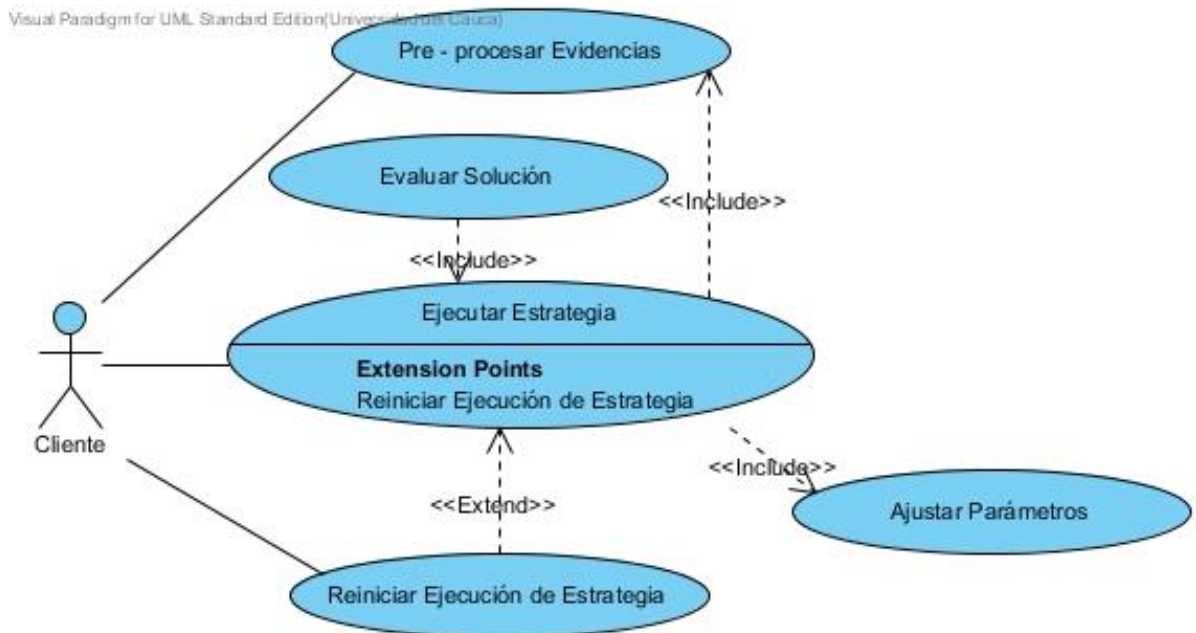 Visual Paradigm for UML Standard Edition(Universidad del Cauca)
Pre - procesar Evidencias
Evaluar Solución
<<Include>>
<<Include>>
Ejecutar Estrategia
Extension Points
Reiniciar Ejecución de Estrategia
Cliente
<<Include>>
<<Extend>>
Ajustar Parámetros
Reiniciar Ejecución de Estrategia